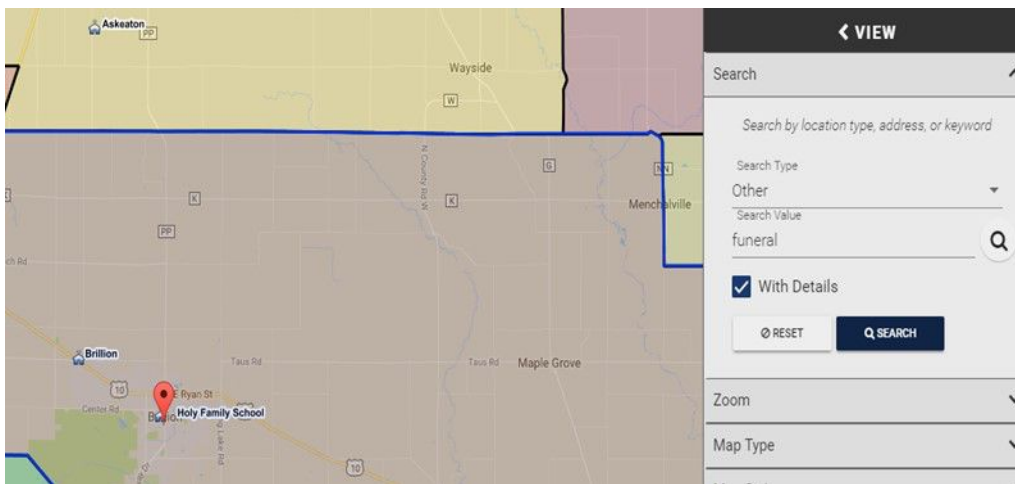 Askeaton
PP
Wayside
W
N County Rd W
G
NN
K
K
Menchalville
PP
Brillion
Taus Rd
Taus Rd
Maple Grove
10
E Ryan St
Center Rd
Holy Family School
10
VIEW
Search
Search by location type, address, or keyword
Search Type
Other
Search Value
funeral
With Details
RESET
SEARCH
Zoom
Map Type